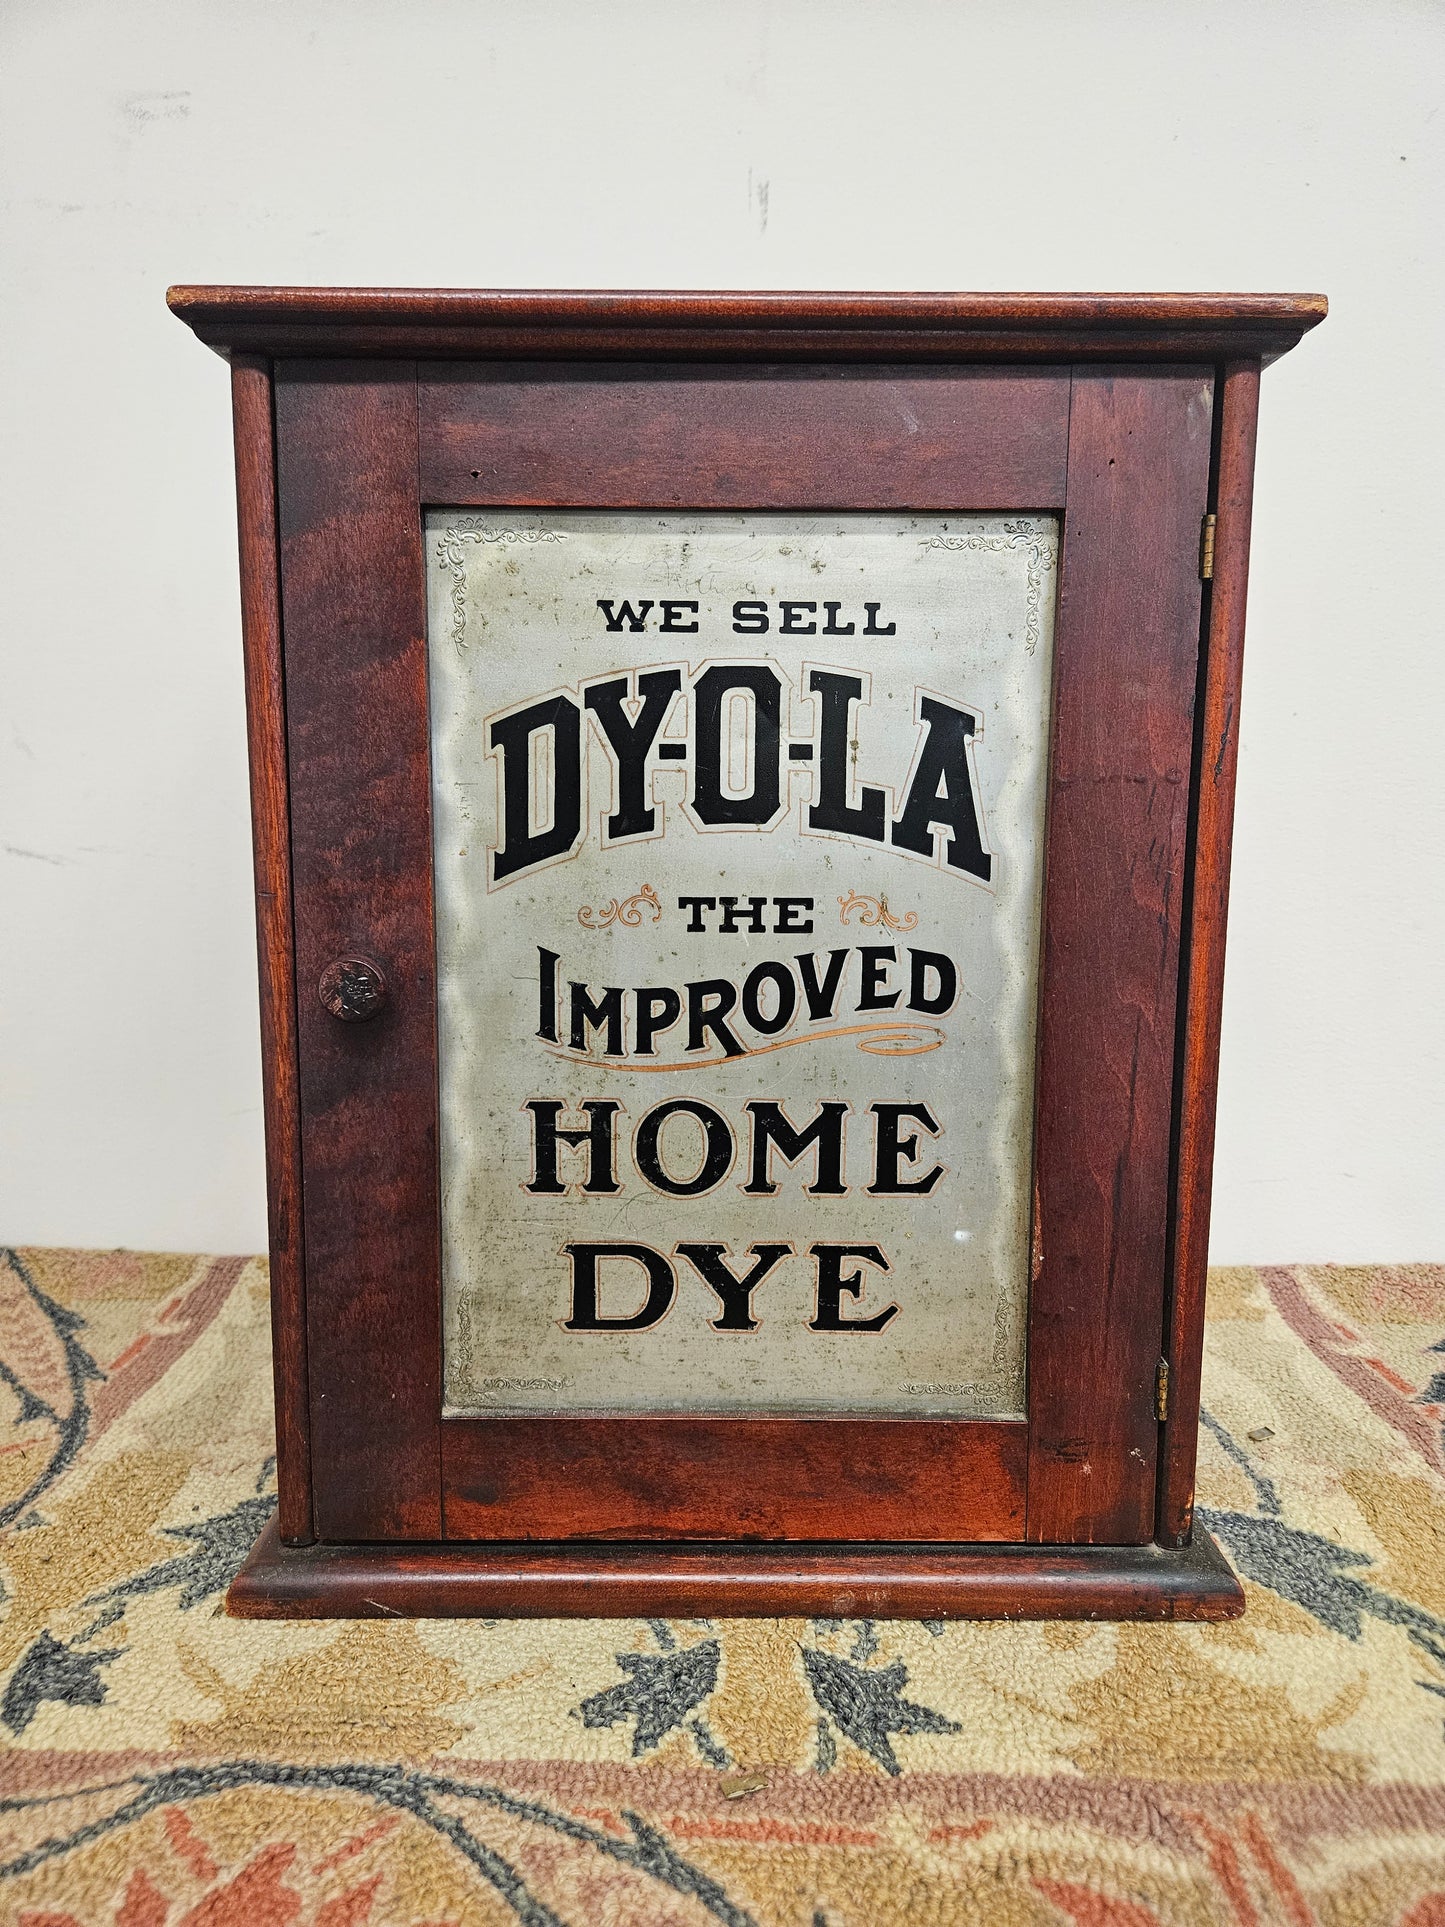 WE SELL
DY-O-LA
THE
IMPROVED
HOME
DYE